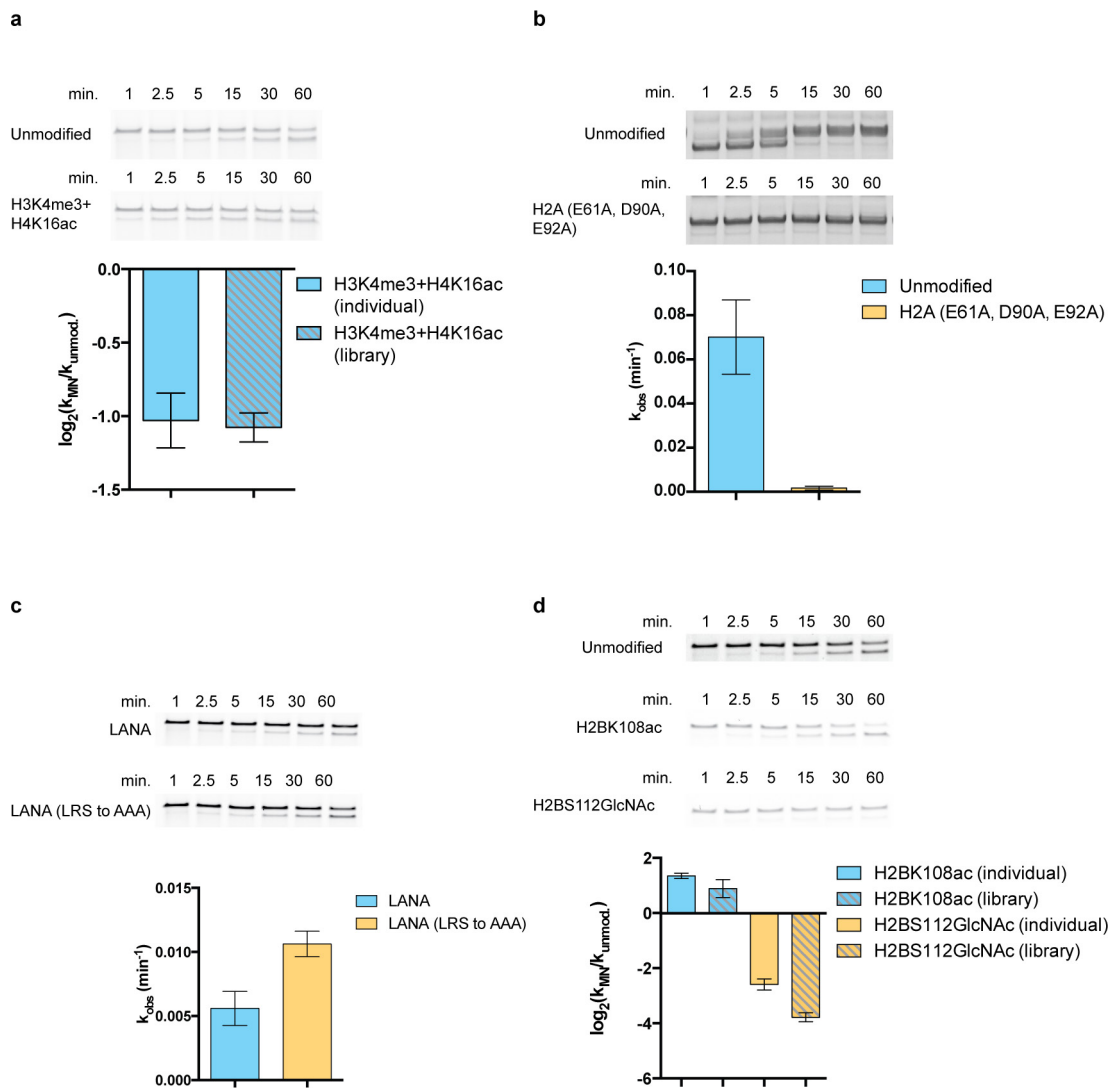 a
min. 1 2.5 5 15 30 60
Unmodified
min. 1 2.5 5 15 30 60
H3K4me3+
H4K16ac
0.0
-0.5
-1.0
-1.5
log2(kMN/kunmod.)
H3K4me3+H4K16ac
(individual)
H3K4me3+H4K16ac
(library)
b
min. 1 2.5 5 15 30 60
Unmodified
min. 1 2.5 5 15 30 60
H2A (E61A, D90A,
E92A)
0.10
0.08
0.06
0.04
0.02
0.00
kobs (min-1)
Unmodified
H2A (E61A, D90A, E92A)
c
min. 1 2.5 5 15 30 60
LANA
min. 1 2.5 5 15 30 60
LANA (LRS to AAA)
0.015
0.010
0.005
0.000
kobs (min-1)
LANA
LANA (LRS to AAA)
d
min. 1 2.5 5 15 30 60
Unmodified
min. 1 2.5 5 15 30 60
H2BK108ac
min. 1 2.5 5 15 30 60
H2BS112GlcNAc
2
0
-2
-4
-6
log2(kMN/kunmod.)
H2BK108ac (individual)
H2BK108ac (library)
H2BS112GlcNAc (individual)
H2BS112GlcNAc (library)